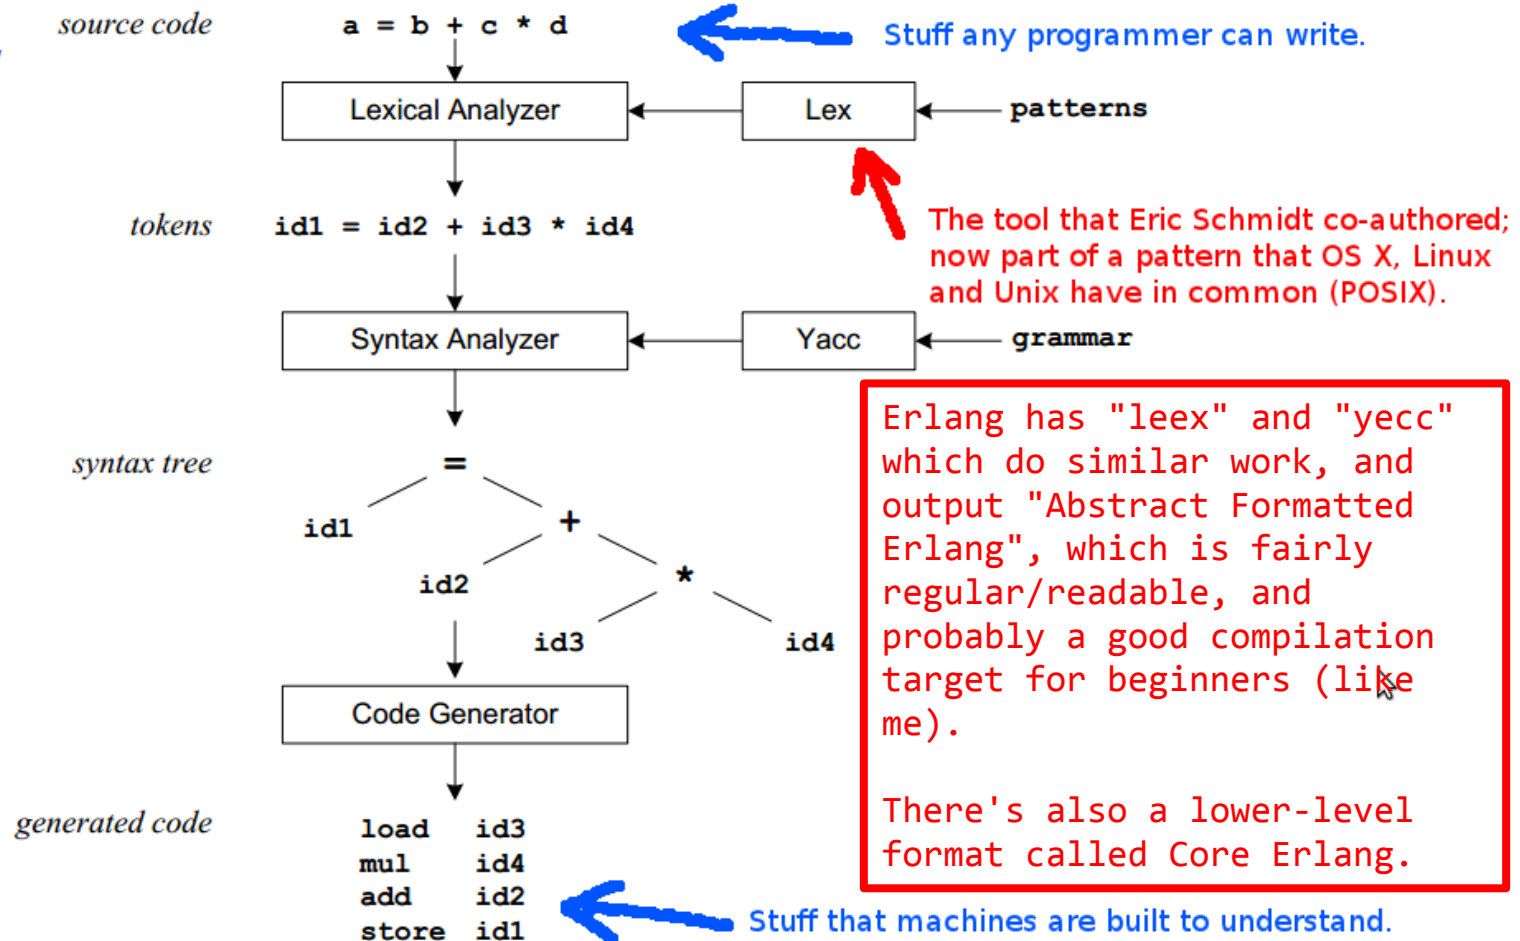 source code
a = b + c * d
Stuff any programmer can write.
Lexical Analyzer
Lex
patterns
tokens
id1 = id2 + id3 * id4
The tool that Eric Schmidt co-authored;
now part of a pattern that OS X, Linux
and Unix have in common (POSIX).
Syntax Analyzer
Yacc
grammar
syntax tree
=
id1
+
id2
*
id3
id4
Erlang has "leex" and "yecc"
which do similar work, and
output "Abstract Formatted
Erlang", which is fairly
regular/readable, and
probably a good compilation
target for beginners (like
me).
There's also a lower-level
format called Core Erlang.
Code Generator
generated code
load id3
mul id4
add id2
store id1
Stuff that machines are built to understand.